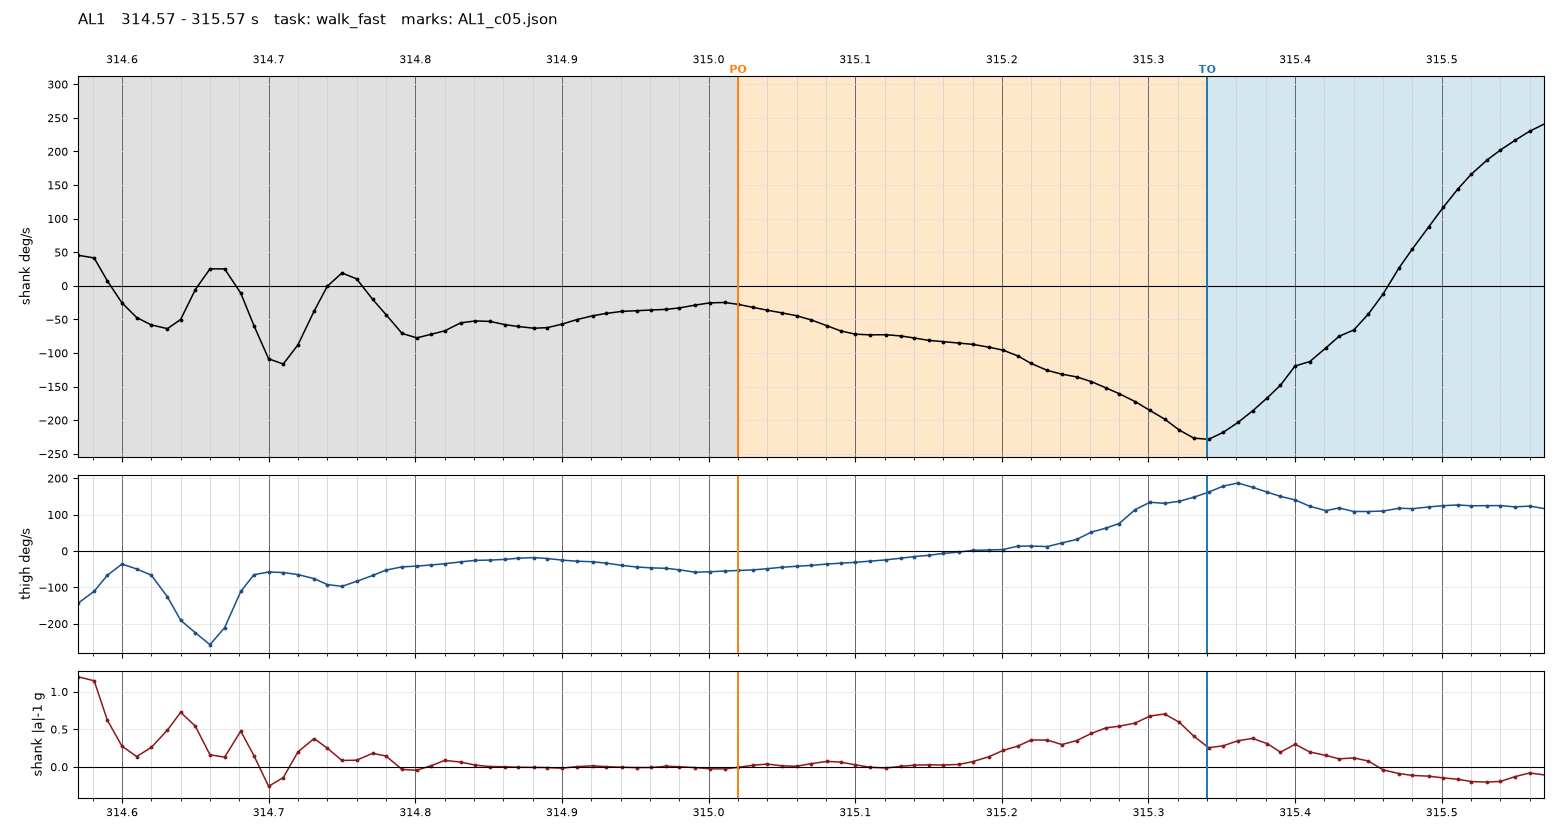 AL1   314.57 - 315.57 s   task: walk_fast   marks: AL1_c05.json
314.6 314.7 314.8 314.9 315.0 315.1 315.2 315.3 315.4 315.5
PO TO
300
250
200
150
100
50
0
−50
−100
−150
−200
−250
shank deg/s
200
100
0
−100
−200
thigh deg/s
1.0
0.5
0.0
shank |a|-1 g
314.6 314.7 314.8 314.9 315.0 315.1 315.2 315.3 315.4 315.5